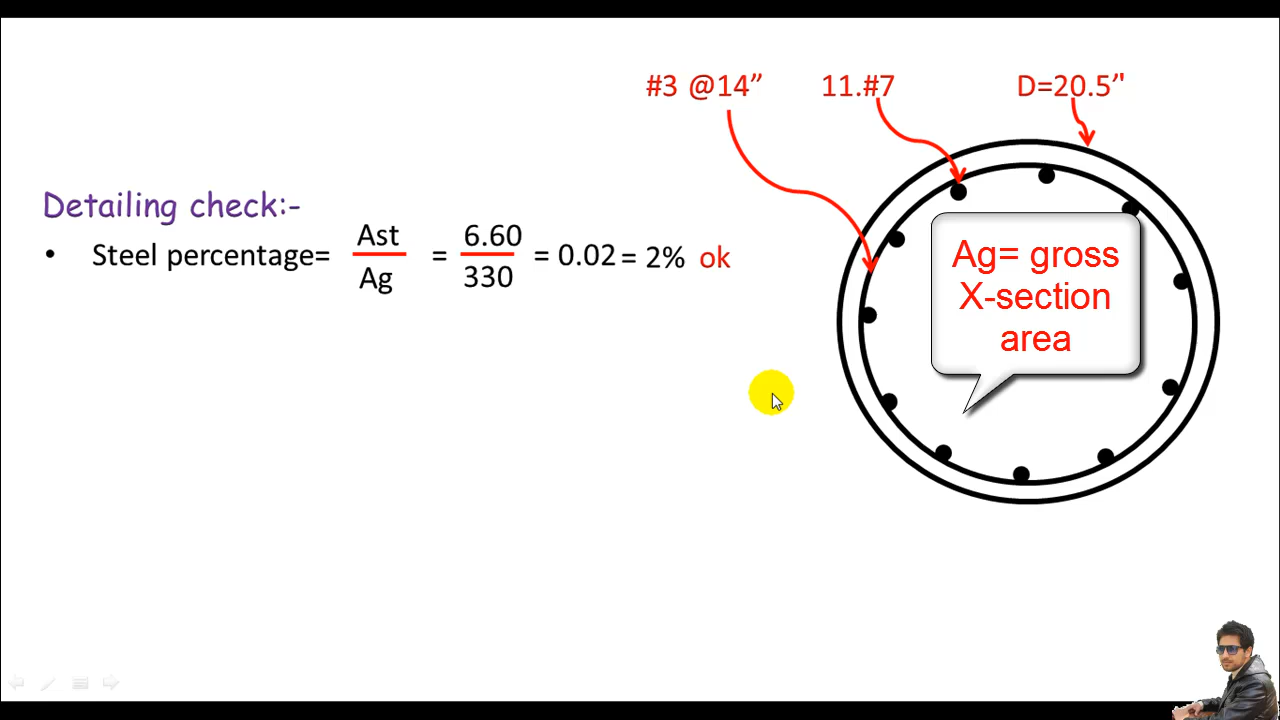 #3 @14” 11.#7 D=20.5"
Detailing check:-
• Steel percentage= Ast/Ag = 6.60/330 = 0.02 = 2% ok
Ag= gross
X-section
area